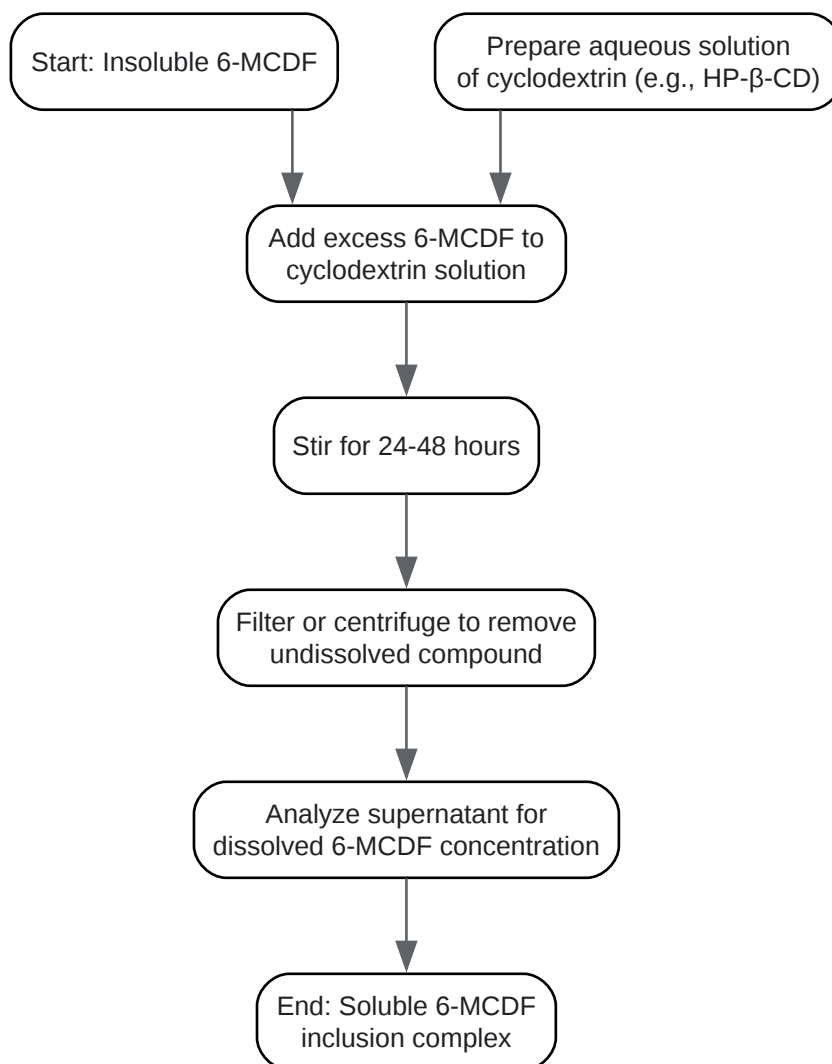 Start: Insoluble 6-MCDF
Prepare aqueous solution
of cyclodextrin (e.g., HP-β-CD)
Add excess 6-MCDF to
cyclodextrin solution
Stir for 24-48 hours
Filter or centrifuge to remove
undissolved compound
Analyze supernatant for
dissolved 6-MCDF concentration
End: Soluble 6-MCDF
inclusion complex